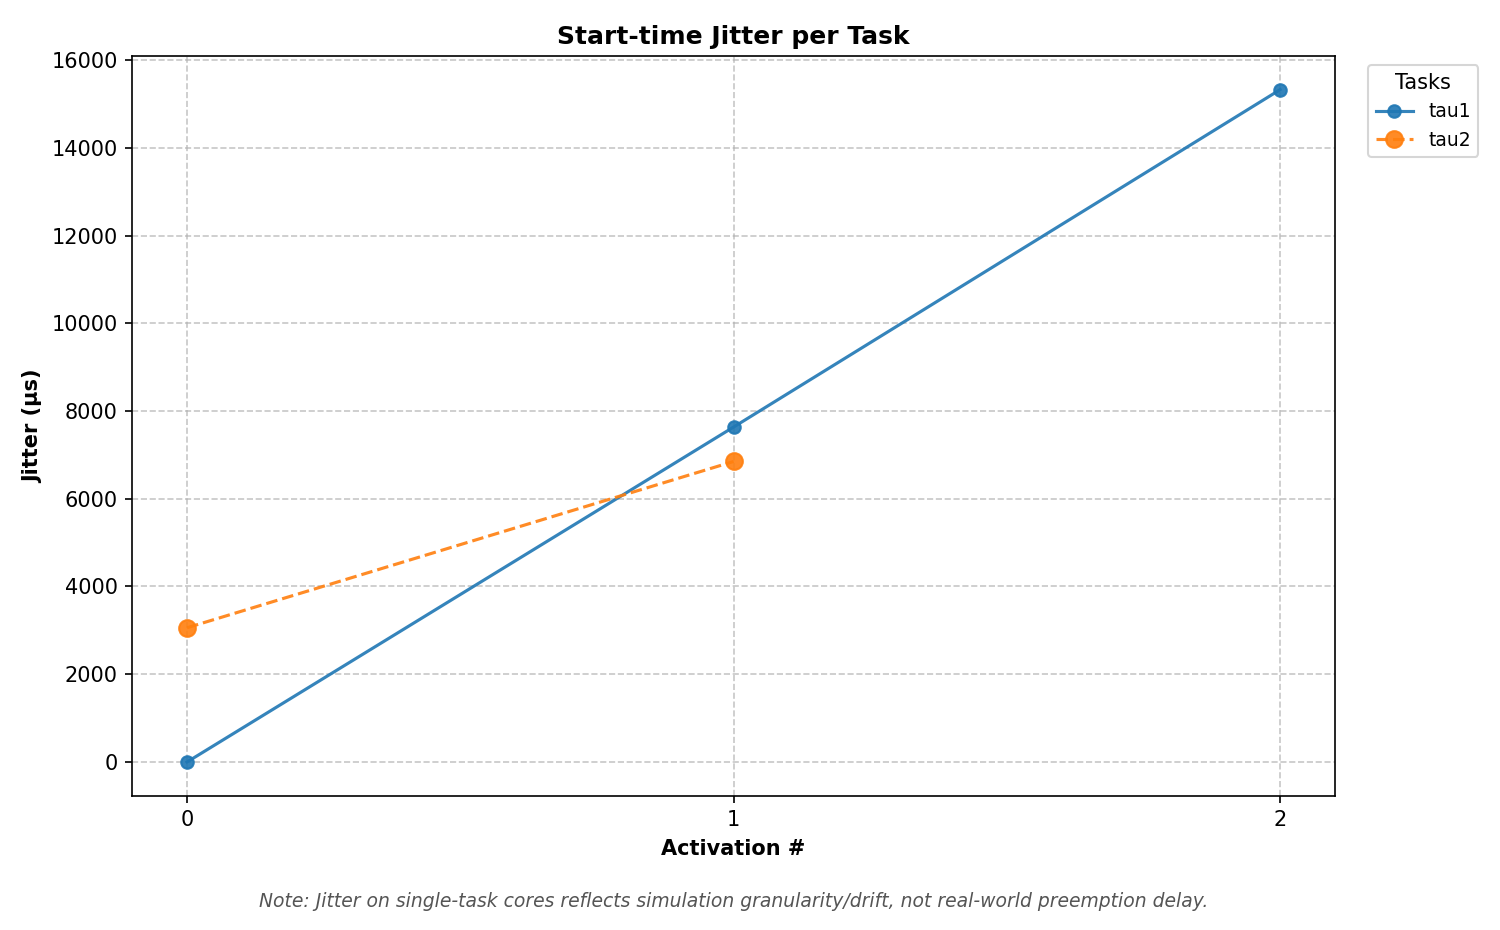 Start-time Jitter per Task
16000
14000
12000
10000
8000
6000
4000
2000
0
Jitter (µs)
0 1 2
Activation #
Tasks
tau1
tau2
Note: Jitter on single-task cores reflects simulation granularity/drift, not real-world preemption delay.